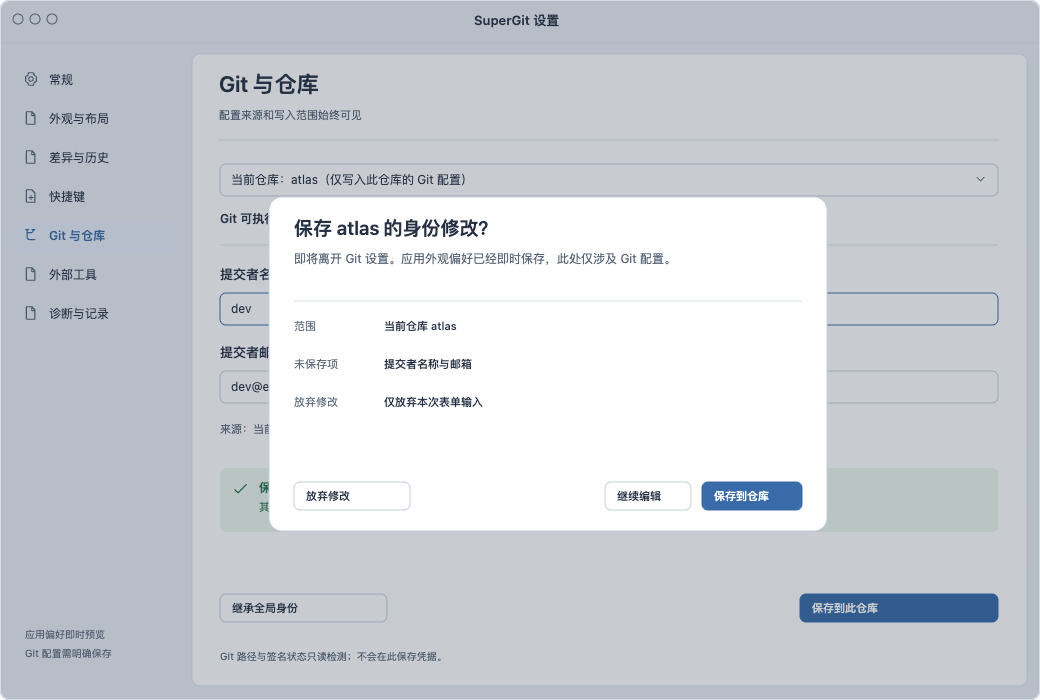 SuperGit 设置
常规
外观与布局
差异与历史
快捷键
Git 与仓库
外部工具
诊断与记录
应用偏好即时预览
Git 配置需明确保存
Git 与仓库
配置来源和写入范围始终可见
当前仓库：atlas（仅写入此仓库的 Git 配置）
Git 可执行
提交者名
dev
提交者邮
dev@e
来源：当前
保
其
保存 atlas 的身份修改?
即将离开 Git 设置。应用外观偏好已经即时保存，此处仅涉及 Git 配置。
范围 当前仓库 atlas
未保存项 提交者名称与邮箱
放弃修改 仅放弃本次表单输入
放弃修改 继续编辑 保存到仓库
继承全局身份 保存到此仓库
Git 路径与签名状态只读检测；不会在此保存凭据。